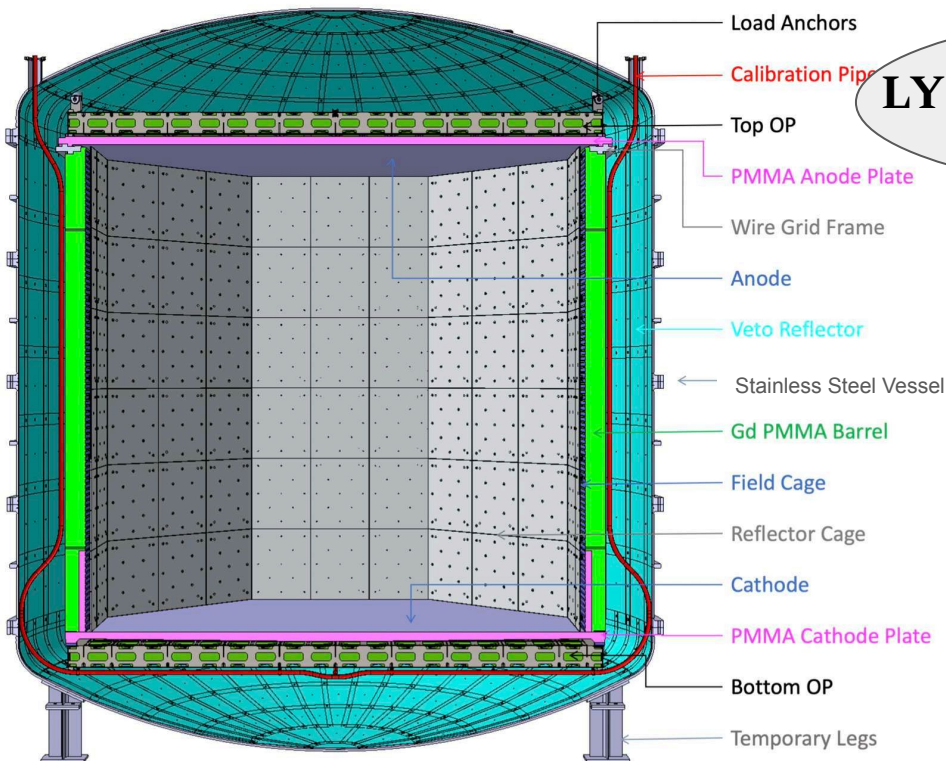 Load Anchors
Calibration Pipe
LY
Top OP
PMMA Anode Plate
Wire Grid Frame
Anode
Veto Reflector
Stainless Steel Vessel
Gd PMMA Barrel
Field Cage
Reflector Cage
Cathode
PMMA Cathode Plate
Bottom OP
Temporary Legs